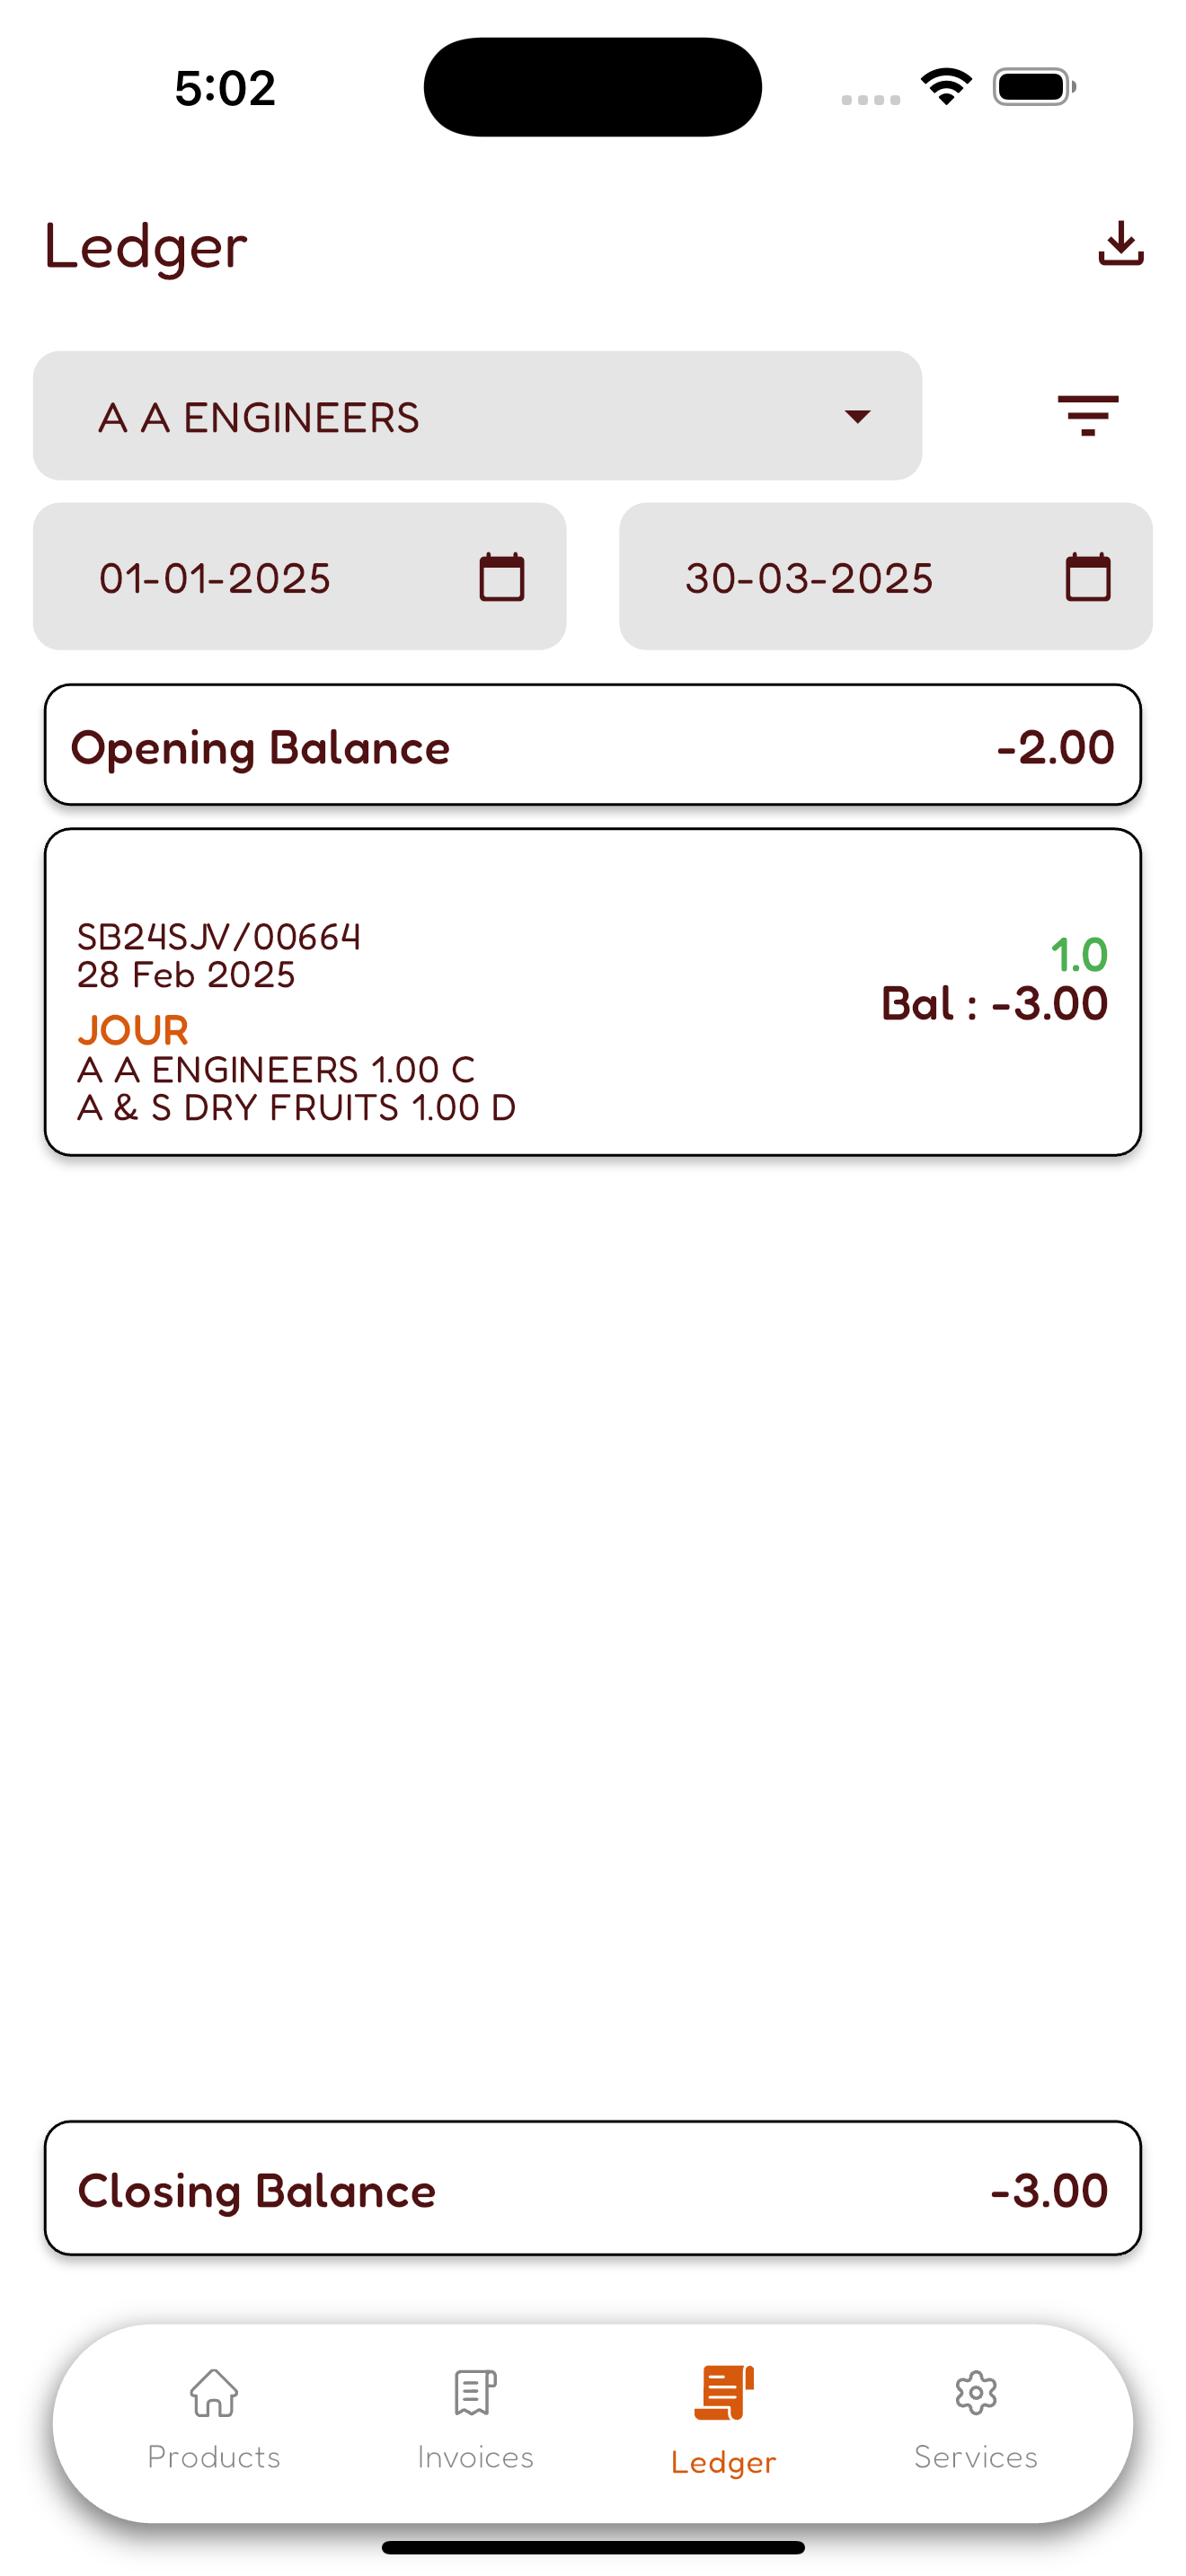 5:02
Ledger
A A ENGINEERS
01-01-2025
30-03-2025
Opening Balance -2.00
SB24SJV/00664
28 Feb 2025
1.0
Bal : -3.00
JOUR
A A ENGINEERS 1.00 C
A & S DRY FRUITS 1.00 D
Closing Balance -3.00
Products Invoices Ledger Services